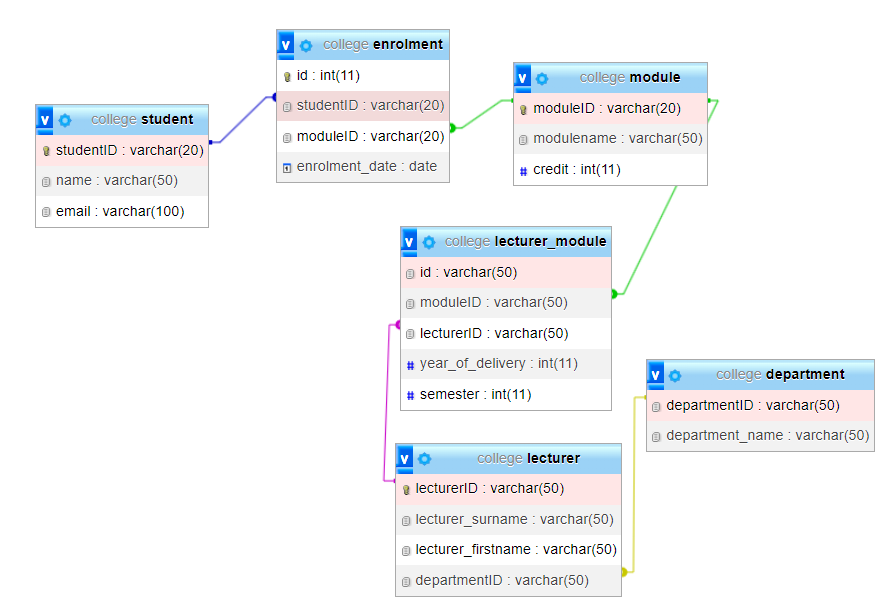 v college enrolment
id : int(11)
studentID : varchar(20)
moduleID : varchar(20)
enrolment_date : date
v college module
moduleID : varchar(20)
modulename : varchar(50)
# credit : int(11)
v college student
studentID : varchar(20)
name : varchar(50)
email : varchar(100)
v college lecturer_module
id : varchar(50)
moduleID : varchar(50)
lecturerID : varchar(50)
# year_of_delivery : int(11)
# semester : int(11)
v college department
departmentID : varchar(50)
department_name : varchar(50)
v college lecturer
lecturerID : varchar(50)
lecturer_surname : varchar(50)
lecturer_firstname : varchar(50)
departmentID : varchar(50)